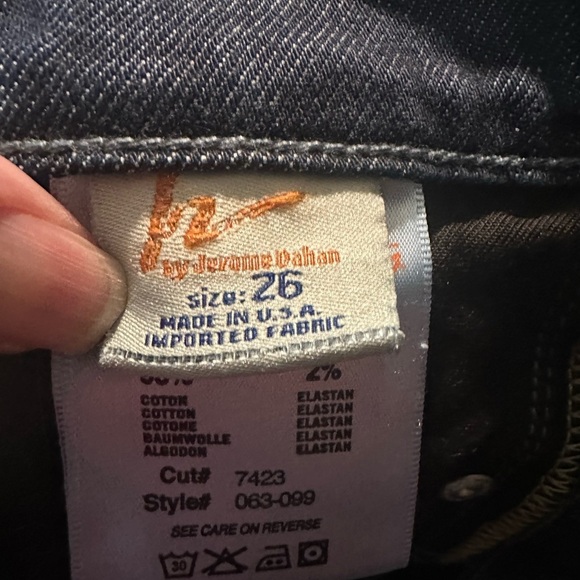 by Jerome Dahan
size: 26
MADE IN U.S.A.
IMPORTED FABRIC
2%
COTON ELASTAN
COTTON ELASTAN
COTONE ELASTAN
BAUMWOLLE ELASTAN
ALGODON ELASTAN
Cut# 7423
Style# 063-099
SEE CARE ON REVERSE
30